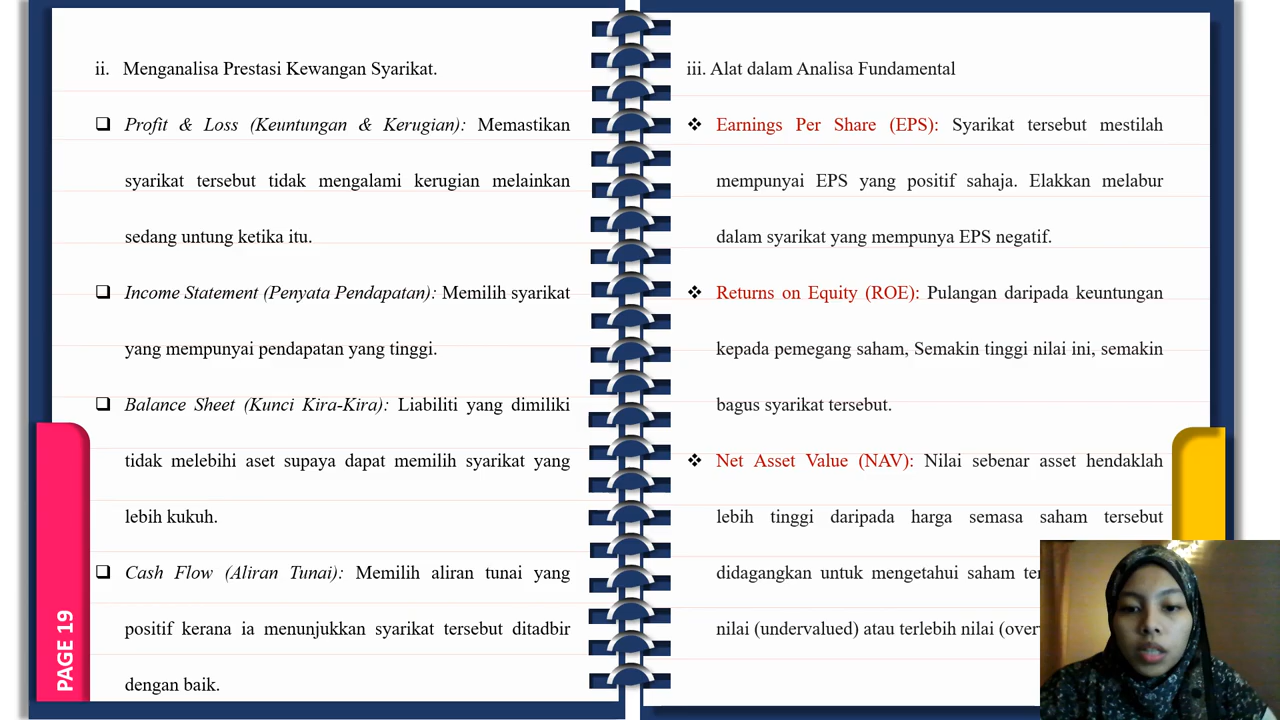 ii. Menganalisa Prestasi Kewangan Syarikat.
Profit & Loss (Keuntungan & Kerugian): Memastikan
syarikat tersebut tidak mengalami kerugian melainkan
sedang untung ketika itu.
Income Statement (Penyata Pendapatan): Memilih syarikat
yang mempunyai pendapatan yang tinggi.
Balance Sheet (Kunci Kira-Kira): Liabiliti yang dimiliki
tidak melebihi aset supaya dapat memilih syarikat yang
lebih kukuh.
Cash Flow (Aliran Tunai): Memilih aliran tunai yang
positif kerana ia menunjukkan syarikat tersebut ditadbir
dengan baik.
PAGE 19
iii. Alat dalam Analisa Fundamental
Earnings Per Share (EPS): Syarikat tersebut mestilah
mempunyai EPS yang positif sahaja. Elakkan melabur
dalam syarikat yang mempunya EPS negatif.
Returns on Equity (ROE): Pulangan daripada keuntungan
kepada pemegang saham, Semakin tinggi nilai ini, semakin
bagus syarikat tersebut.
Net Asset Value (NAV): Nilai sebenar asset hendaklah
lebih tinggi daripada harga semasa saham tersebut
didagangkan untuk mengetahui saham
nilai (undervalued) atau terlebih nilai